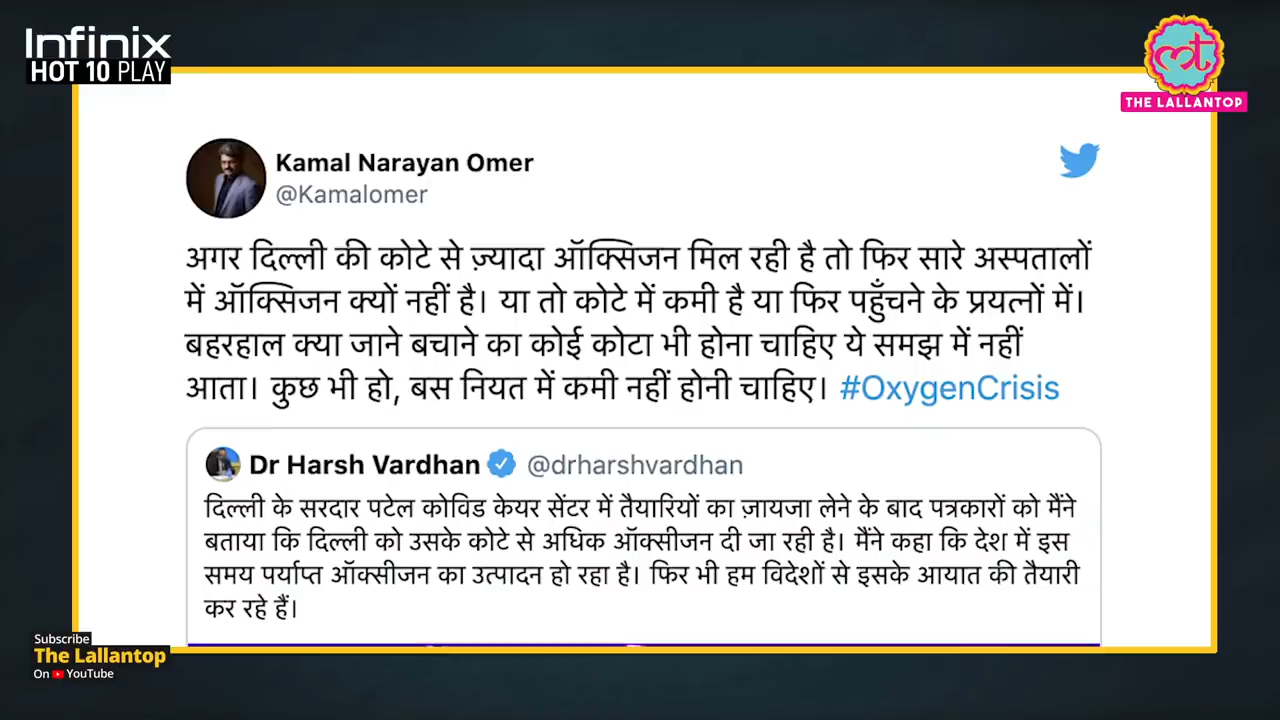 Infinix
HOT 10 PLAY
THE LALLANTOP
Kamal Narayan Omer
@Kamalomer
अगर दिल्ली की कोटे से ज़्यादा ऑक्सिजन मिल रही है तो फिर सारे अस्पतालों
में ऑक्सिजन क्यों नहीं है। या तो कोटे में कमी है या फिर पहुँचने के प्रयत्नों में।
बहरहाल क्या जाने बचाने का कोई कोटा भी होना चाहिए ये समझ में नहीं
आता। कुछ भी हो, बस नियत में कमी नहीं होनी चाहिए। #OxygenCrisis
Dr Harsh Vardhan @drharshvardhan
दिल्ली के सरदार पटेल कोविड केयर सेंटर में तैयारियों का ज़ायजा लेने के बाद पत्रकारों को मैंने
बताया कि दिल्ली को उसके कोटे से अधिक ऑक्सीजन दी जा रही है। मैंने कहा कि देश में इस
समय पर्याप्त ऑक्सीजन का उत्पादन हो रहा है। फिर भी हम विदेशों से इसके आयात की तैयारी
कर रहे हैं।
Subscribe
The Lallantop
On YouTube